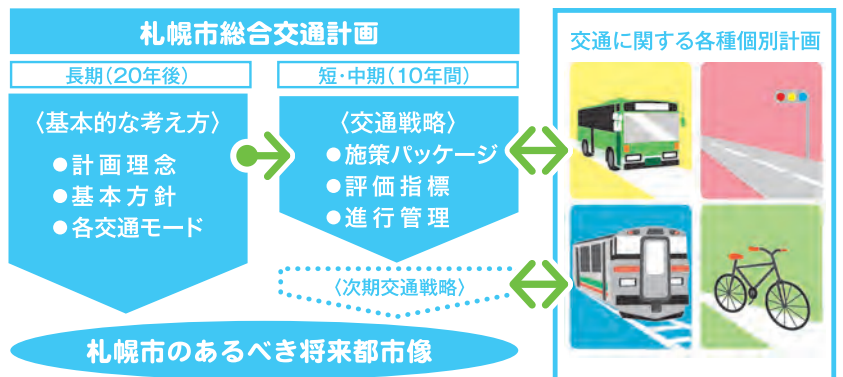 札幌市総合交通計画
長期（20年後）
〈基本的な考え方〉
●計画理念
●基本方針
●各交通モード
短・中期（10年間）
〈交通戦略〉
●施策パッケージ
●評価指標
●進行管理
〈次期交通戦略〉
札幌市のあるべき将来都市像
交通に関する各種個別計画